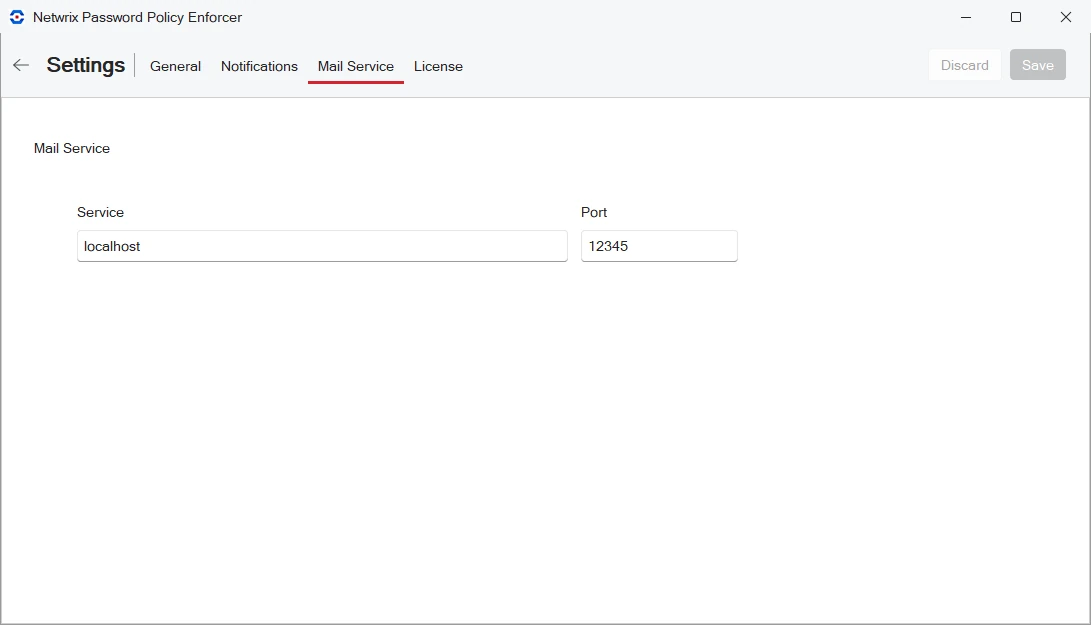 Netwrix Password Policy Enforcer
Settings General Notifications Mail Service License Discard Save
Mail Service
Service Port
localhost 12345